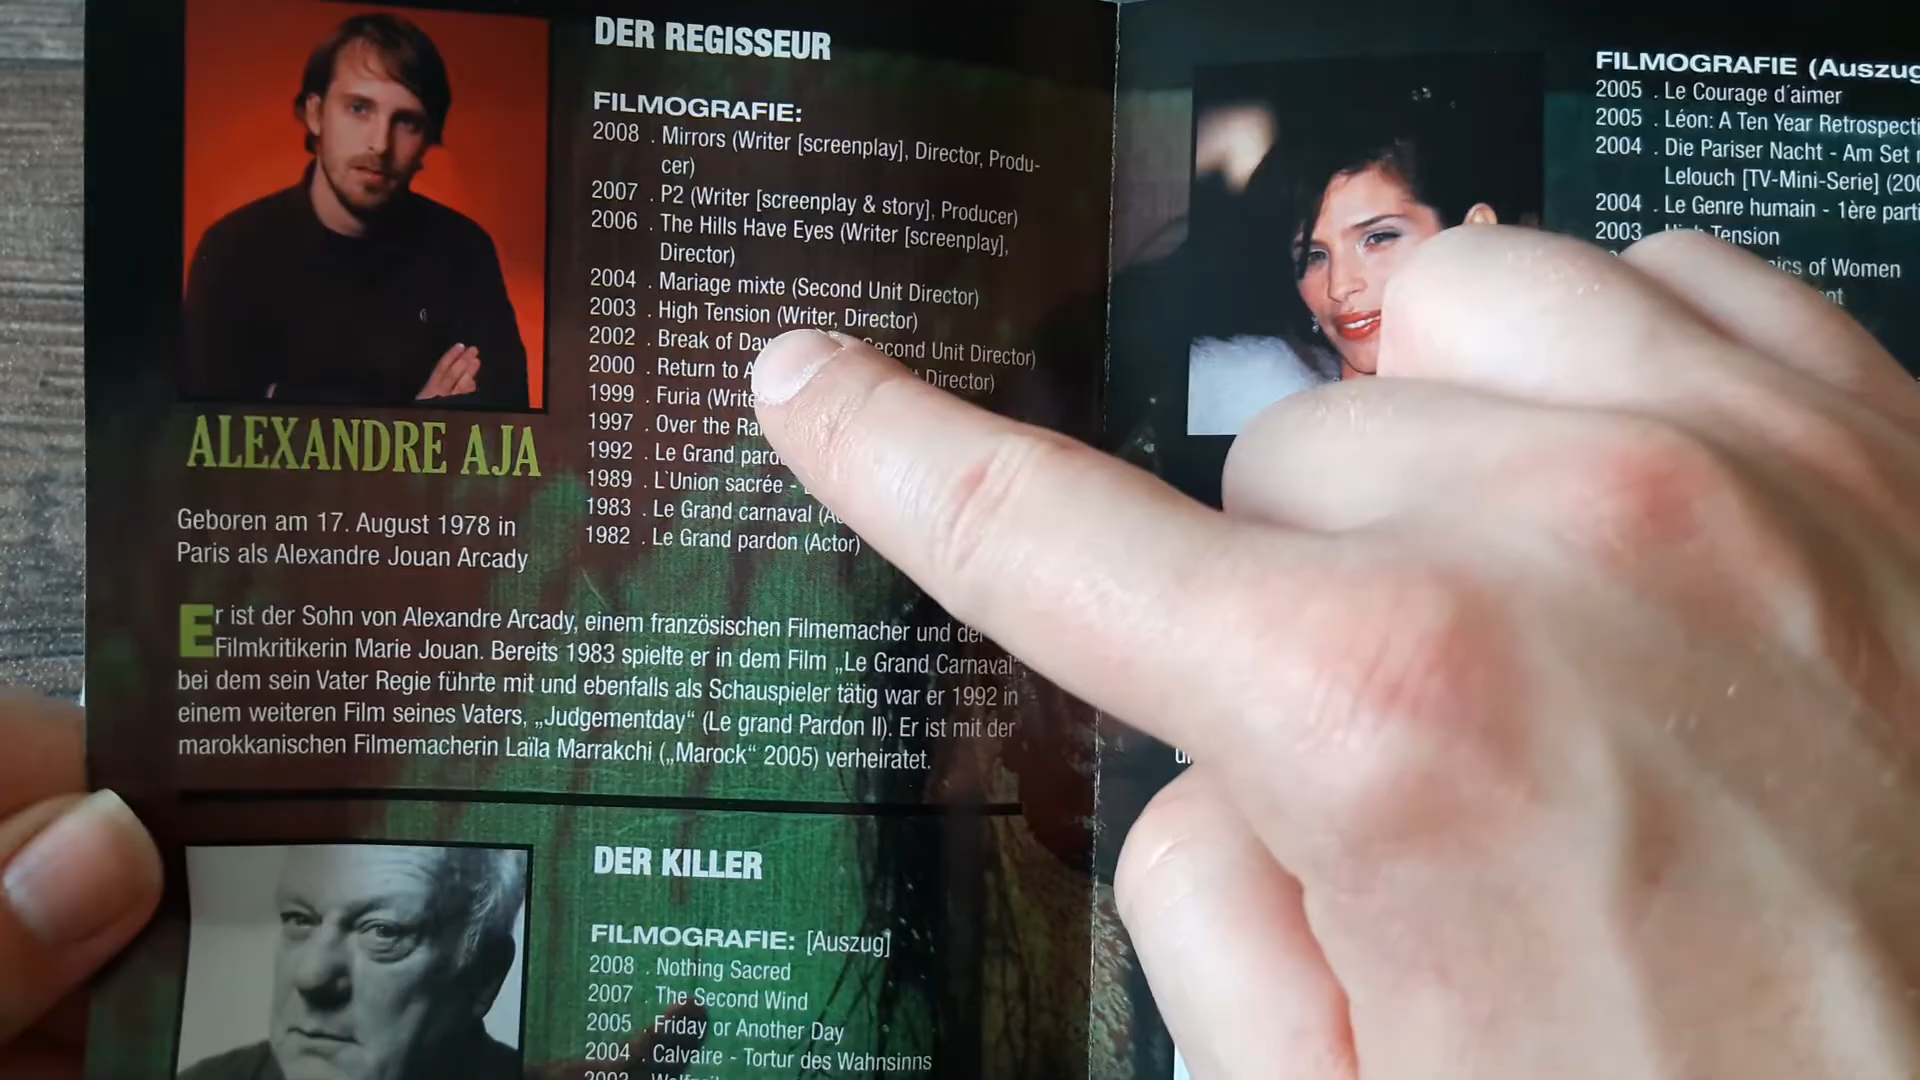 DER REGISSEUR
FILMOGRAFIE:
2008 . Mirrors (Writer [screenplay], Director, Produ-
cer)
2007 . P2 (Writer [screenplay & story], Producer)
2006 . The Hills Have Eyes (Writer [screenplay],
Director)
2004 . Mariage mixte (Second Unit Director)
2003 . High Tension (Writer, Director)
2002 . Break of Second Unit Director)
2000 . Return to Director)
1999 . Furia
1997 . Over the
1992 . Le Grand
1989 . L`Union sacrée -
1983 . Le Grand carnaval
1982 . Le Grand pardon (Actor)
ALEXANDRE AJA
Geboren am 17. August 1978 in
Paris als Alexandre Jouan Arcady
Er ist der Sohn von Alexandre Arcady, einem französischen Filmemacher und
Filmkritikerin Marie Jouan. Bereits 1983 spielte er in dem Film „Le Grand Carnaval“,
bei dem sein Vater Regie führte mit und ebenfalls als Schauspieler tätig war er 1992 in
einem weiteren Film seines Vaters, „Judgementday“ (Le grand Pardon II). Er ist mit der
marokkanischen Filmemacherin Laïla Marrakchi („Marock“ 2005) verheiratet.
DER KILLER
FILMOGRAFIE: [Auszug]
2008 . Nothing Sacred
2007 . The Second Wind
2005 . Friday or Another Day
2004 . Calvaire - Tortur des Wahnsinns
FILMOGRAFIE (Auszug
2005 . Le Courage d´aimer
2005 . Léon: A Ten Year
2004 . Die Pariser Nacht - Am Set
Lelouch [TV-Mini-Serie]
2004 . Le Genre humain - 1ère
2003 . High Tension
of Women